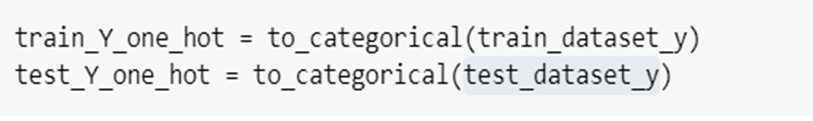 train_Y_one_hot = to_categorical(train_dataset_y)
test_Y_one_hot = to_categorical(test_dataset_y)